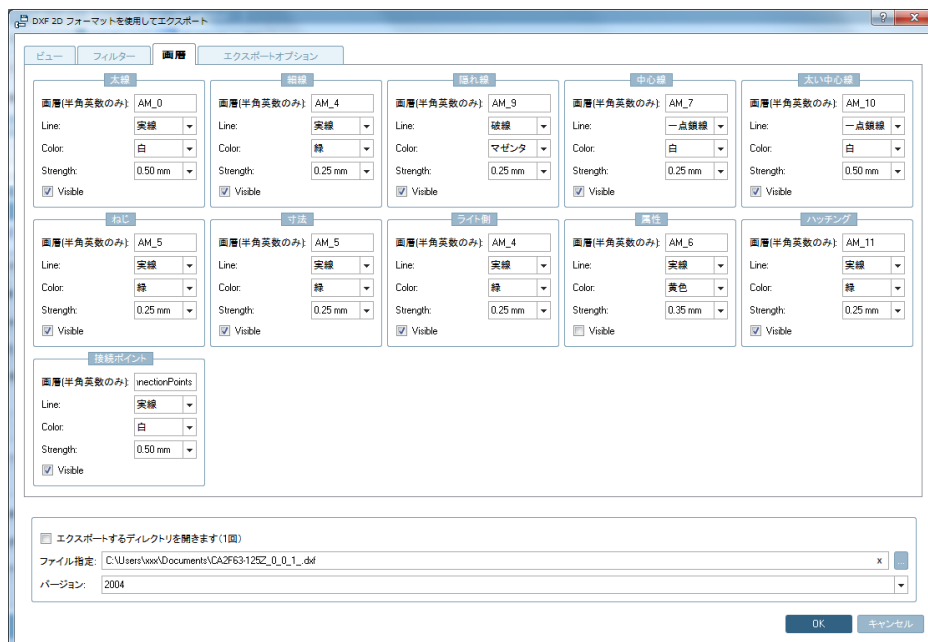 DXF 2D フォーマットを使用してエクスポート
ビュー フィルター 画層 エクスポートオプション
太線
画層(半角英数のみ): AM_0
Line: 実線
Color: 白
Strength: 0.50 mm
Visible
細線
画層(半角英数のみ): AM_4
Line: 実線
Color: 緑
Strength: 0.25 mm
Visible
隠れ線
画層(半角英数のみ): AM_9
Line: 破線
Color: マゼンタ
Strength: 0.25 mm
Visible
中心線
画層(半角英数のみ): AM_7
Line: 一点鎖線
Color: 白
Strength: 0.25 mm
Visible
太い中心線
画層(半角英数のみ): AM_10
Line: 一点鎖線
Color: 白
Strength: 0.50 mm
Visible
ねじ
画層(半角英数のみ): AM_5
Line: 実線
Color: 緑
Strength: 0.25 mm
Visible
寸法
画層(半角英数のみ): AM_5
Line: 実線
Color: 緑
Strength: 0.25 mm
Visible
ライト側
画層(半角英数のみ): AM_4
Line: 実線
Color: 緑
Strength: 0.25 mm
Visible
属性
画層(半角英数のみ): AM_6
Line: 実線
Color: 黄色
Strength: 0.35 mm
Visible
ハッチング
画層(半角英数のみ): AM_11
Line: 実線
Color: 緑
Strength: 0.25 mm
Visible
接続ポイント
画層(半角英数のみ): nnectionPoints
Line: 実線
Color: 白
Strength: 0.50 mm
Visible
エクスポートするディレクトリを開きます(1回)
ファイル指定: C:\Users\xxx\Documents\CA2F63-125Z_0_0_1_.dxf x ...
バージョン: 2004
OK キャンセル